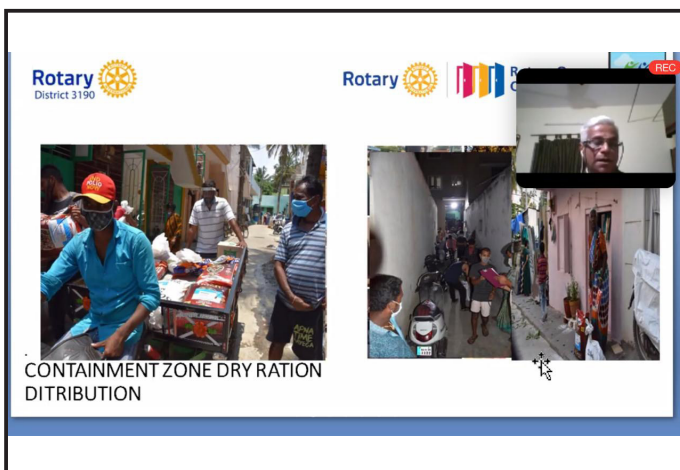 Rotary
District 3190
Rotary
REC
CONTAINMENT ZONE DRY RATION
DITRIBUTION